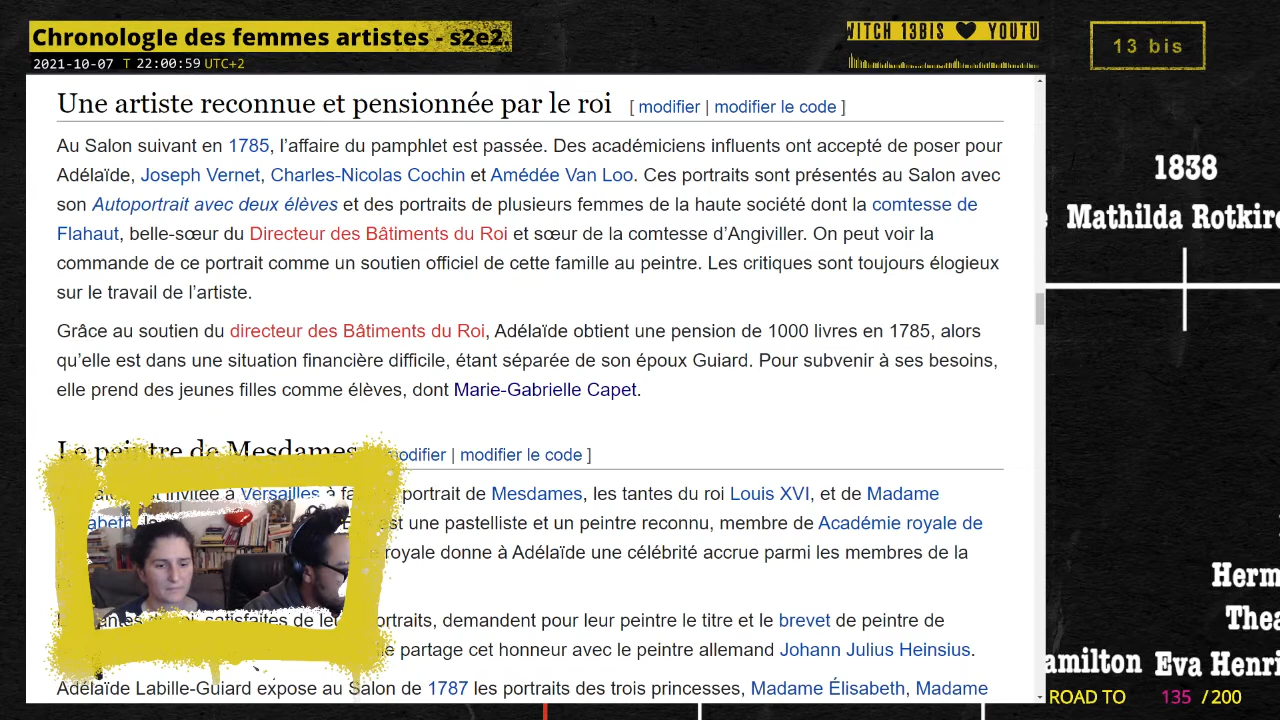 Chronologie des femmes artistes - s2e2.
WITCH 13BIS ♥ YOUTU
13 bis
2021-10-07 T 22:00:59 UTC+2
Une artiste reconnue et pensionnée par le roi [ modifier | modifier le code ]
Au Salon suivant en 1785, l’affaire du pamphlet est passée. Des académiciens influents ont accepté de poser pour
Adélaïde, Joseph Vernet, Charles-Nicolas Cochin et Amédée Van Loo. Ces portraits sont présentés au Salon avec
son Autoportrait avec deux élèves et des portraits de plusieurs femmes de la haute société dont la comtesse de
Flahaut, belle-sœur du Directeur des Bâtiments du Roi et sœur de la comtesse d’Angiviller. On peut voir la
commande de ce portrait comme un soutien officiel de cette famille au peintre. Les critiques sont toujours élogieux
sur le travail de l’artiste.
Grâce au soutien du directeur des Bâtiments du Roi, Adélaïde obtient une pension de 1000 livres en 1785, alors
qu’elle est dans une situation financière difficile, étant séparée de son époux Guiard. Pour subvenir à ses besoins,
elle prend des jeunes filles comme élèves, dont Marie-Gabrielle Capet.
Le peintre de Mesdames modifier | modifier le code ]
invitée à Versailles à portrait de Mesdames, les tantes du roi Louis XVI, et de Madame
est une pastelliste et un peintre reconnu, membre de Académie royale de
royale donne à Adélaïde une célébrité accrue parmi les membres de la
satisfaites de demandent pour leur peintre le titre et le brevet de peintre de
partage cet honneur avec le peintre allemand Johann Julius Heinsius.
Adélaïde Labille-Guiard expose au Salon de 1787 les portraits des trois princesses, Madame Élisabeth, Madame
1838
Mathilda Rotkir
Herm
Thea
amilton Eva Henri
ROAD TO 135 / 200